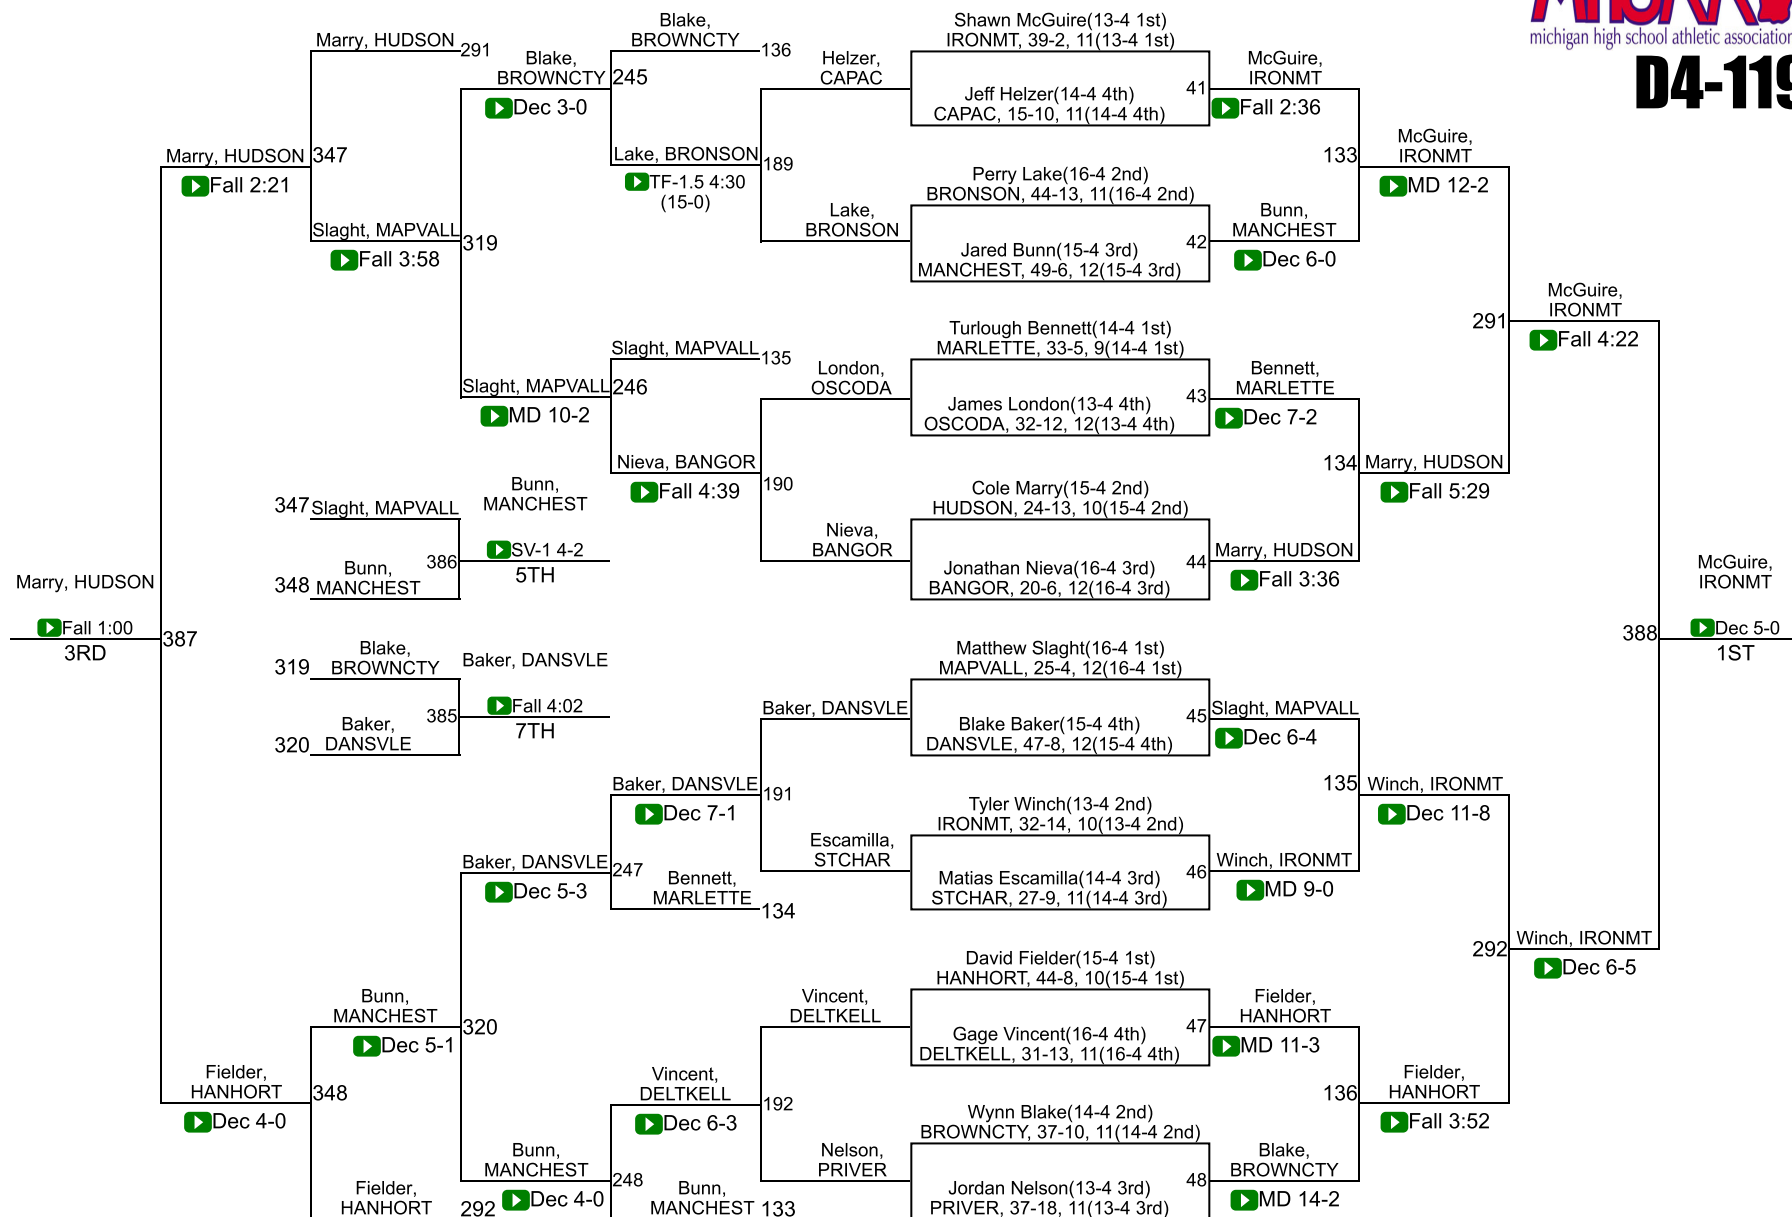 MHSAA
michigan high school athletic association
D4-119
Marry, HUDSON
Fall 1:00
3RD
387
Marry, HUDSON
Fall 2:21
347
Marry, HUDSON
291
Slaght, MAPVALL
Fall 3:58
319
Blake,
BROWNCTY
Dec 3-0
245
Blake,
BROWNCTY
136
Lake, BRONSON
TF-1.5 4:30
(15-0)
189
Helzer,
CAPAC
Lake,
BRONSON
Slaght, MAPVALL
MD 10-2
246
Slaght, MAPVALL
135
Nieva, BANGOR
Fall 4:39
190
London,
OSCODA
Nieva,
BANGOR
347
Slaght, MAPVALL
348
Bunn,
MANCHEST
386
Bunn,
MANCHEST
SV-1 4-2
5TH
319
Blake,
BROWNCTY
320
Baker,
DANSVLE
385
Baker, DANSVLE
Fall 4:02
7TH
Fielder,
HANHORT
Dec 4-0
348
Bunn,
MANCHEST
Dec 5-1
320
Fielder,
HANHORT
292
Baker, DANSVLE
Dec 5-3
247
Baker, DANSVLE
Dec 7-1
191
Bennett,
MARLETTE
134
Baker, DANSVLE
Escamilla,
STCHAR
Bunn,
MANCHEST
Dec 4-0
248
Vincent,
DELTKELL
Dec 6-3
192
Bunn,
MANCHEST
133
Vincent,
DELTKELL
Nelson,
PRIVER
Shawn McGuire(13-4 1st)
IRONMT, 39-2, 11(13-4 1st)
Jeff Helzer(14-4 4th)
CAPAC, 15-10, 11(14-4 4th)
41
Perry Lake(16-4 2nd)
BRONSON, 44-13, 11(16-4 2nd)
Jared Bunn(15-4 3rd)
MANCHEST, 49-6, 12(15-4 3rd)
42
Turlough Bennett(14-4 1st)
MARLETTE, 33-5, 9(14-4 1st)
James London(13-4 4th)
OSCODA, 32-12, 12(13-4 4th)
43
Cole Marry(15-4 2nd)
HUDSON, 24-13, 10(15-4 2nd)
Jonathan Nieva(16-4 3rd)
BANGOR, 20-6, 12(16-4 3rd)
44
Matthew Slaght(16-4 1st)
MAPVALL, 25-4, 12(16-4 1st)
Blake Baker(15-4 4th)
DANSVLE, 47-8, 12(15-4 4th)
45
Tyler Winch(13-4 2nd)
IRONMT, 32-14, 10(13-4 2nd)
Matias Escamilla(14-4 3rd)
STCHAR, 27-9, 11(14-4 3rd)
46
David Fielder(15-4 1st)
HANHORT, 44-8, 10(15-4 1st)
Gage Vincent(16-4 4th)
DELTKELL, 31-13, 11(16-4 4th)
47
Wynn Blake(14-4 2nd)
BROWNCTY, 37-10, 11(14-4 2nd)
Jordan Nelson(13-4 3rd)
PRIVER, 37-18, 11(13-4 3rd)
48
McGuire,
IRONMT
Fall 2:36
133
Bunn,
MANCHEST
Dec 6-0
Bennett,
MARLETTE
Dec 7-2
134
Marry, HUDSON
Fall 3:36
Slaght, MAPVALL
Dec 6-4
135
Winch, IRONMT
MD 9-0
Fielder,
HANHORT
MD 11-3
136
Blake,
BROWNCTY
MD 14-2
McGuire,
IRONMT
MD 12-2
291
Marry, HUDSON
Fall 5:29
Winch, IRONMT
Dec 11-8
292
Fielder,
HANHORT
Fall 3:52
McGuire,
IRONMT
Fall 4:22
388
Winch, IRONMT
Dec 6-5
McGuire,
IRONMT
Dec 5-0
1ST